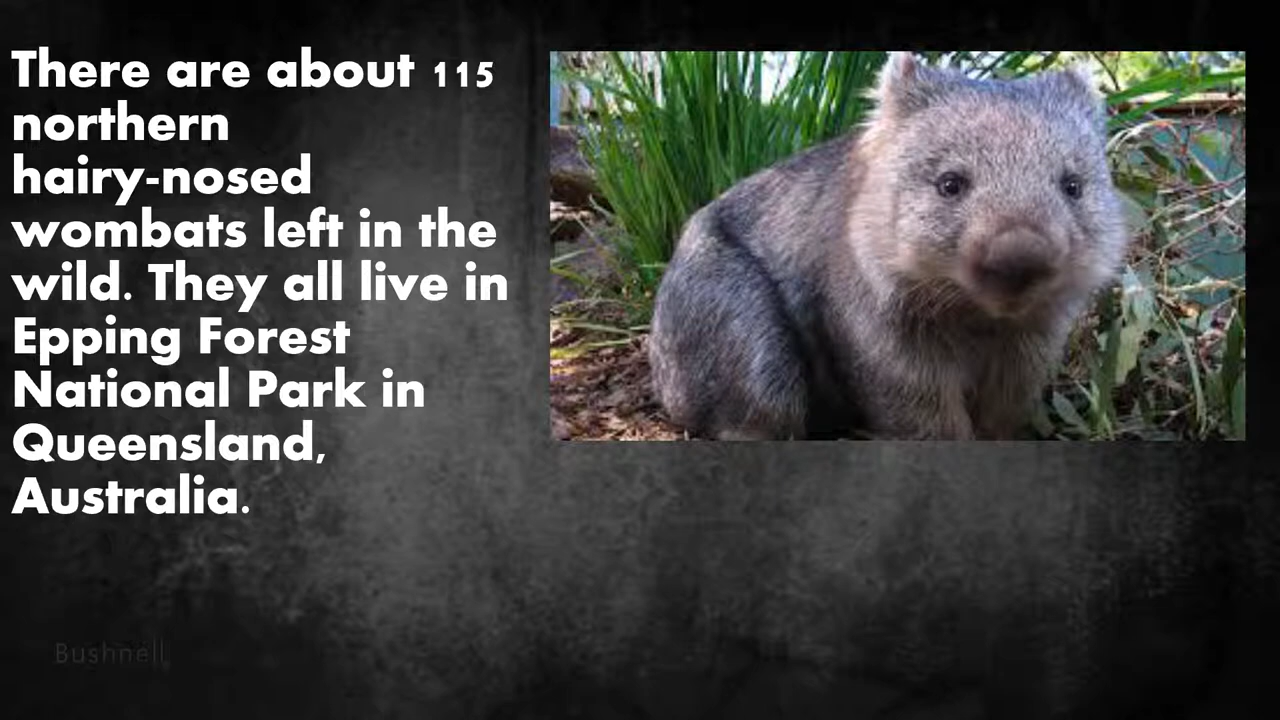 There are about 115
northern
hairy-nosed
wombats left in the
wild. They all live in
Epping Forest
National Park in
Queensland,
Australia.
Bushnell